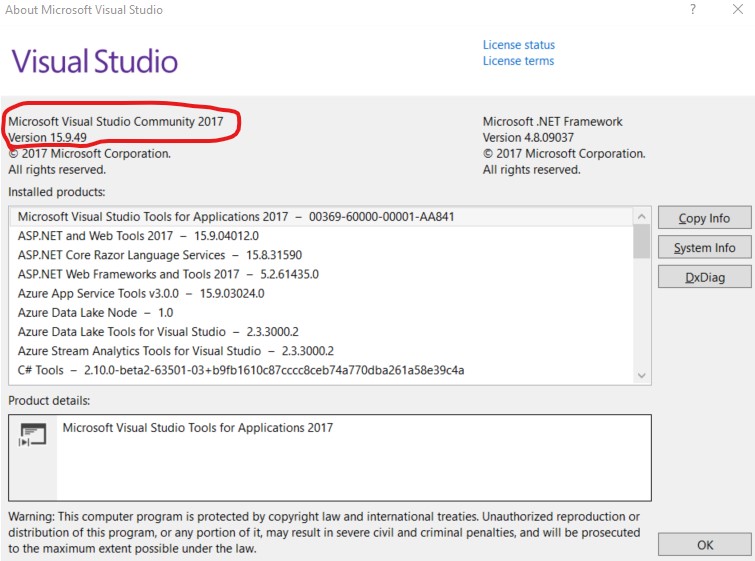 About Microsoft Visual Studio
?
Visual Studio
License status
License terms
Microsoft Visual Studio Community 2017
Version 15.9.49
© 2017 Microsoft Corporation.
All rights reserved.
Microsoft .NET Framework
Version 4.8.09037
© 2017 Microsoft Corporation.
All rights reserved.
Installed products:
Microsoft Visual Studio Tools for Applications 2017 – 00369-60000-00001-AA841
ASP.NET and Web Tools 2017 – 15.9.04012.0
ASP.NET Core Razor Language Services – 15.8.31590
ASP.NET Web Frameworks and Tools 2017 – 5.2.61435.0
Azure App Service Tools v3.0.0 – 15.9.03024.0
Azure Data Lake Node – 1.0
Azure Data Lake Tools for Visual Studio – 2.3.3000.2
Azure Stream Analytics Tools for Visual Studio – 2.3.3000.2
C# Tools – 2.10.0-beta2-63501-03+b9fb1610c87cccc8ceb74a770dba261a58e39c4a
Copy Info
System Info
DxDiag
Product details:
Microsoft Visual Studio Tools for Applications 2017
Warning: This computer program is protected by copyright law and international treaties. Unauthorized reproduction or
distribution of this program, or any portion of it, may result in severe civil and criminal penalties, and will be prosecuted
to the maximum extent possible under the law.
OK